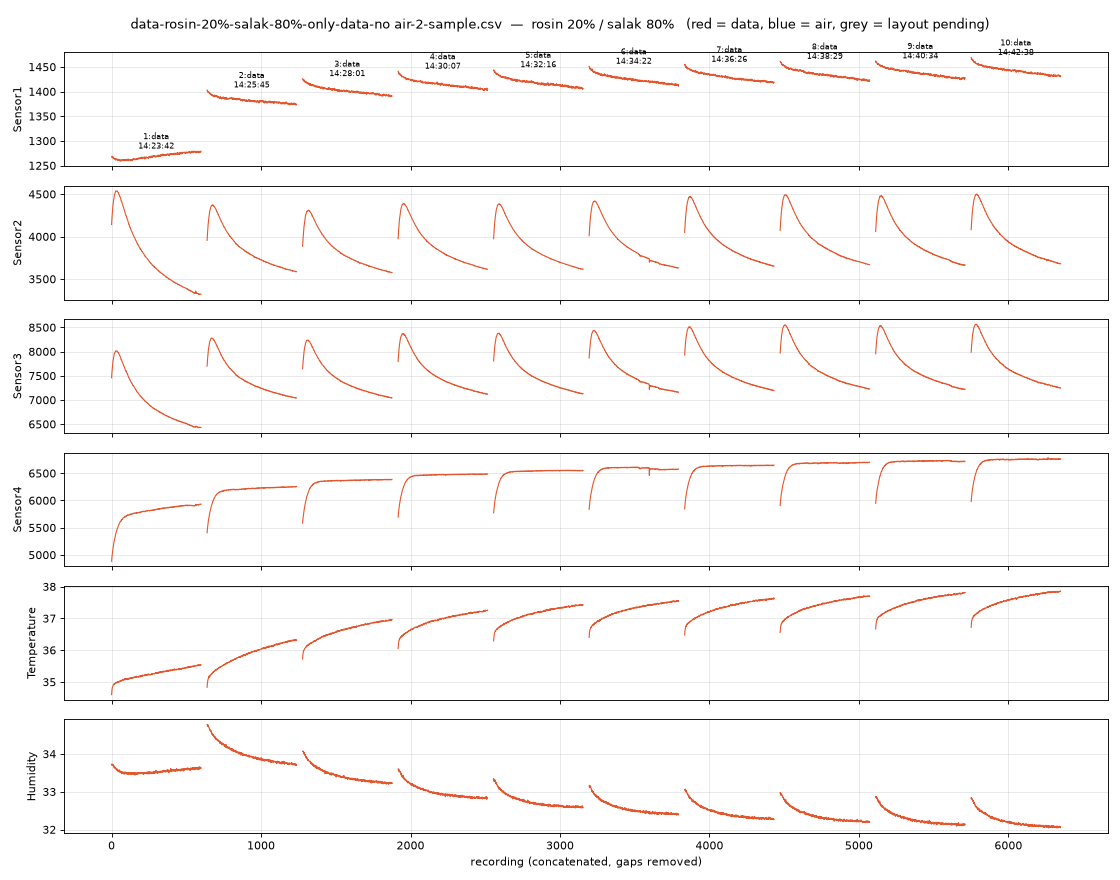 data-rosin-20%-salak-80%-only-data-no air-2-sample.csv — rosin 20% / salak 80% (red = data, blue = air, grey = layout pending)
Sensor1
1450
1400
1350
1300
1250
1:data
14:23:42
2:data
14:25:45
3:data
14:28:01
4:data
14:30:07
5:data
14:32:16
6:data
14:34:22
7:data
14:36:26
8:data
14:38:29
9:data
14:40:34
10:data
14:42:38
Sensor2
4500
4000
3500
Sensor3
8500
8000
7500
7000
6500
Sensor4
6500
6000
5500
5000
Temperature
38
37
36
35
Humidity
34
33
32
0
1000
2000
3000
4000
5000
6000
recording (concatenated, gaps removed)